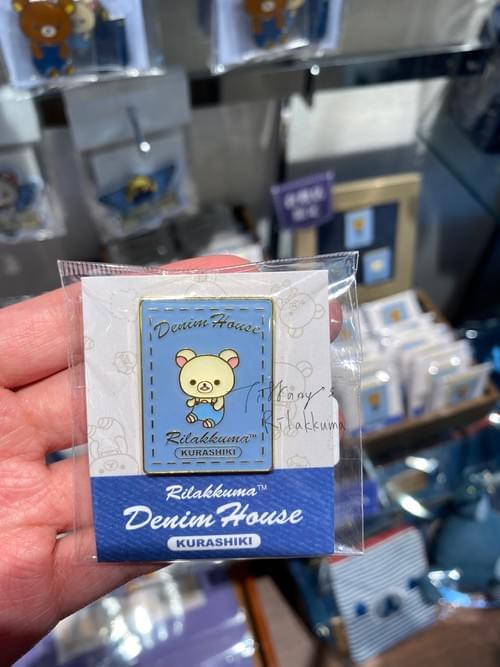 Denim House
Tiffany's
Rilakkuma
Rilakkuma™
KURASHIKI
Rilakkuma™
Denim House
KURASHIKI